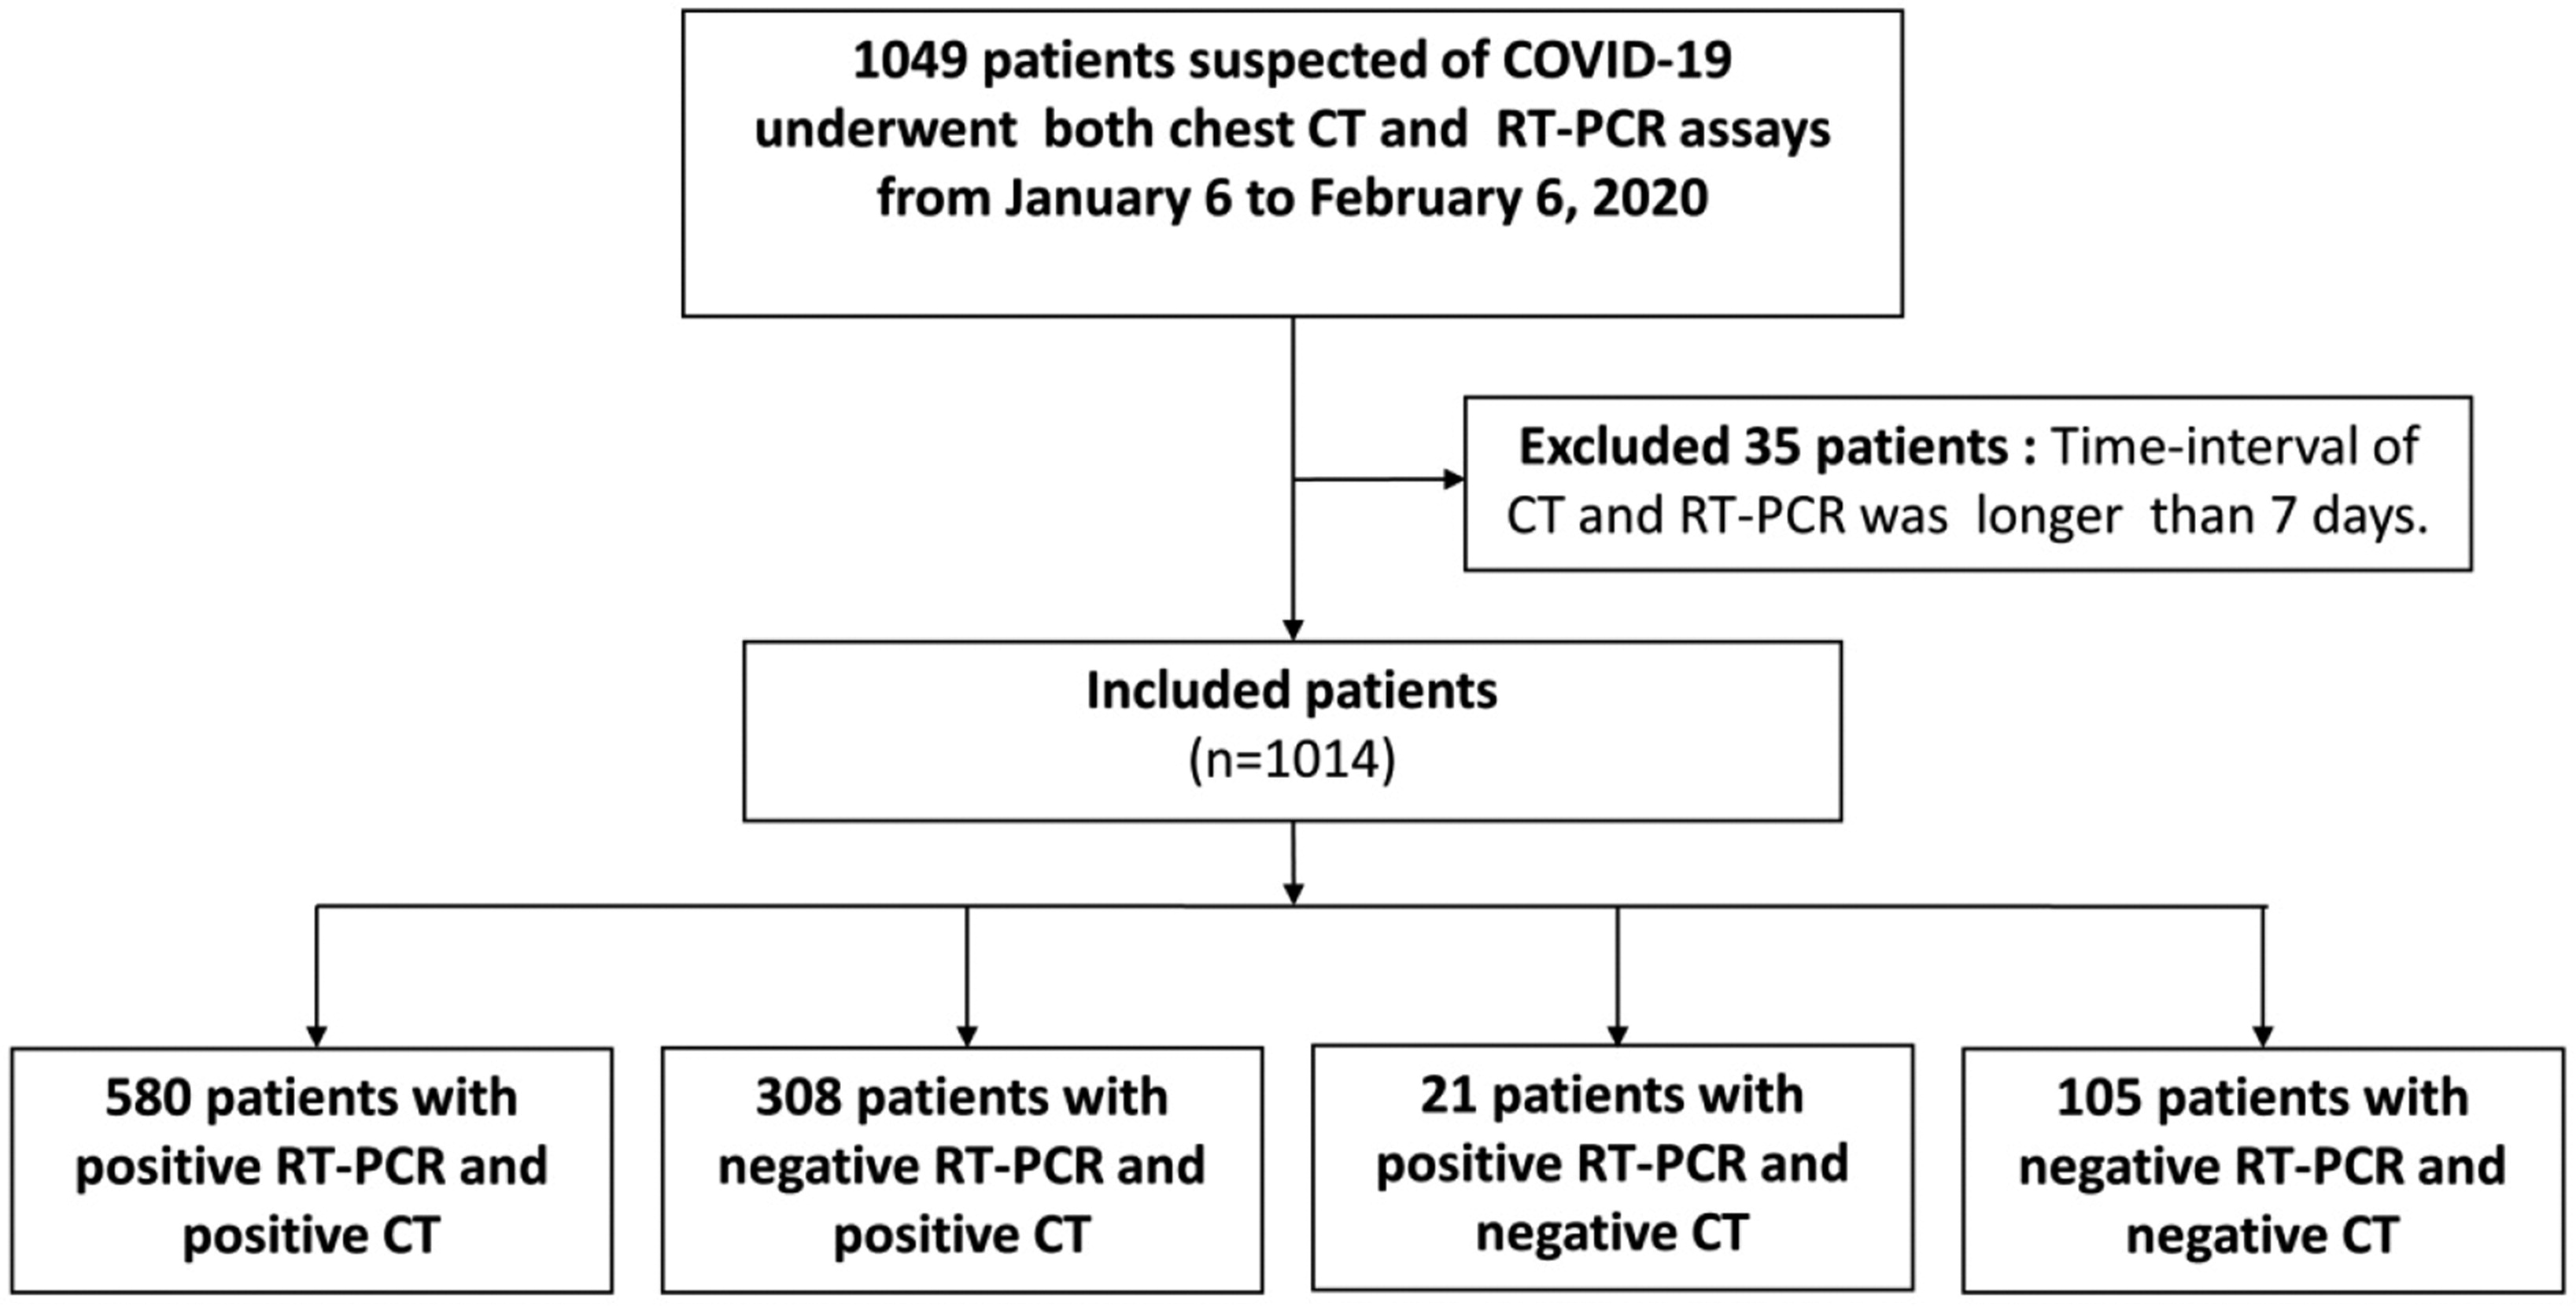 1049 patients suspected of COVID-19
underwent both chest CT and RT-PCR assays
from January 6 to February 6, 2020
Excluded 35 patients : Time-interval of
CT and RT-PCR was longer than 7 days.
Included patients
(n=1014)
580 patients with
positive RT-PCR and
positive CT
308 patients with
negative RT-PCR and
positive CT
21 patients with
positive RT-PCR and
negative CT
105 patients with
negative RT-PCR and
negative CT